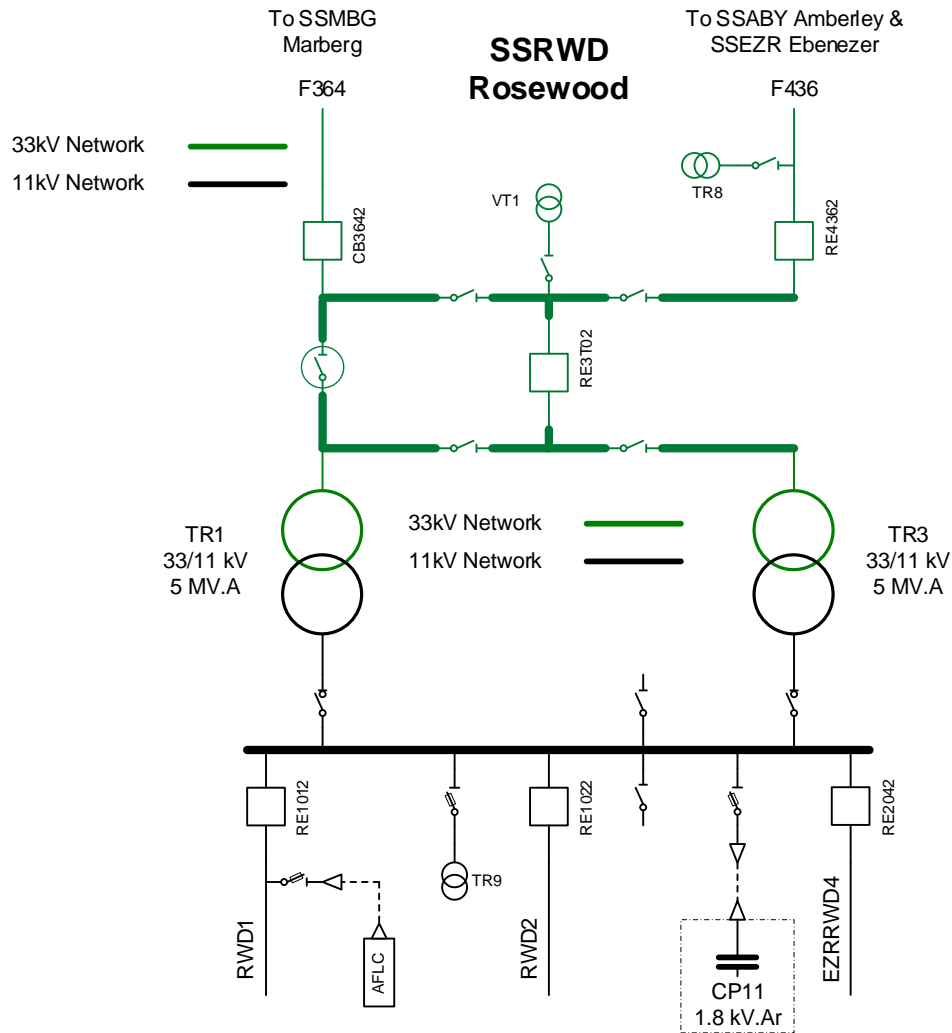 To SSMBG
Marberg
F364
SSRWD
Rosewood
To SSABY Amberley &
SSEZR Ebenezer
F436
33kV Network
11kV Network
TR8
VT1
CB3642
RE4362
RE3T02
TR1
33/11 kV
5 MV.A
33kV Network
11kV Network
TR3
33/11 kV
5 MV.A
RE1012
RE1022
RE2042
TR9
RWD1
AFLC
RWD2
EZRRWD4
CP11
1.8 kV.Ar